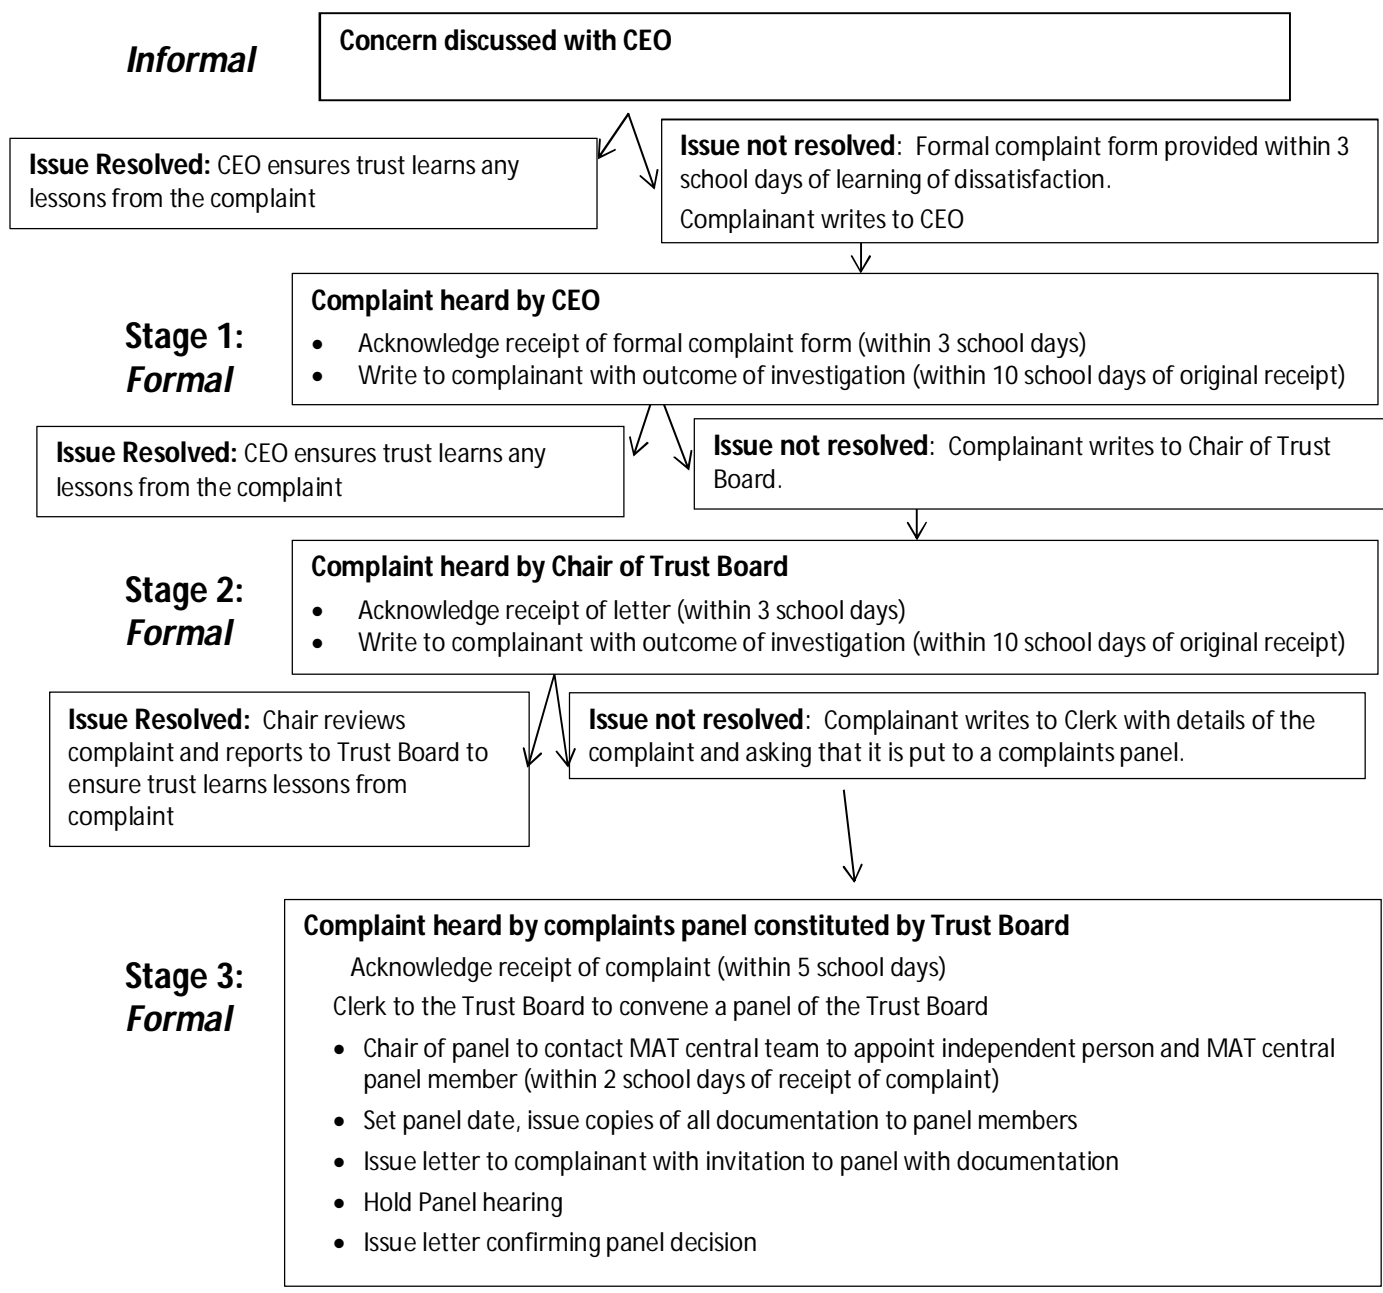 Informal
Concern discussed with CEO
Issue Resolved: CEO ensures trust learns any
lessons from the complaint
Issue not resolved: Formal complaint form provided within 3
school days of learning of dissatisfaction.
Complainant writes to CEO
Stage 1:
Formal
Complaint heard by CEO
• Acknowledge receipt of formal complaint form (within 3 school days)
• Write to complainant with outcome of investigation (within 10 school days of original receipt)
Issue Resolved: CEO ensures trust learns any
lessons from the complaint
Issue not resolved: Complainant writes to Chair of Trust
Board.
Stage 2:
Formal
Complaint heard by Chair of Trust Board
• Acknowledge receipt of letter (within 3 school days)
• Write to complainant with outcome of investigation (within 10 school days of original receipt)
Issue Resolved: Chair reviews
complaint and reports to Trust Board to
ensure trust learns lessons from
complaint
Issue not resolved: Complainant writes to Clerk with details of the
complaint and asking that it is put to a complaints panel.
Stage 3:
Formal
Complaint heard by complaints panel constituted by Trust Board
Acknowledge receipt of complaint (within 5 school days)
Clerk to the Trust Board to convene a panel of the Trust Board
• Chair of panel to contact MAT central team to appoint independent person and MAT central
panel member (within 2 school days of receipt of complaint)
• Set panel date, issue copies of all documentation to panel members
• Issue letter to complainant with invitation to panel with documentation
• Hold Panel hearing
• Issue letter confirming panel decision